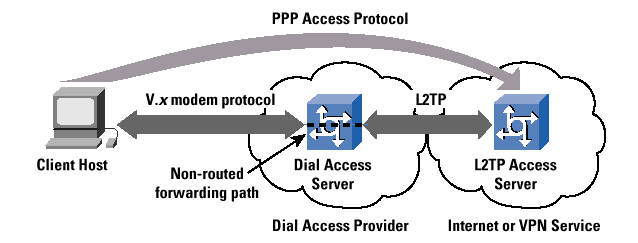 PPP Access Protocol
V.x modem protocol
L2TP
Client Host
Non-routed
forwarding path
Dial Access
Server
L2TP Access
Server
Dial Access Provider
Internet or VPN Service